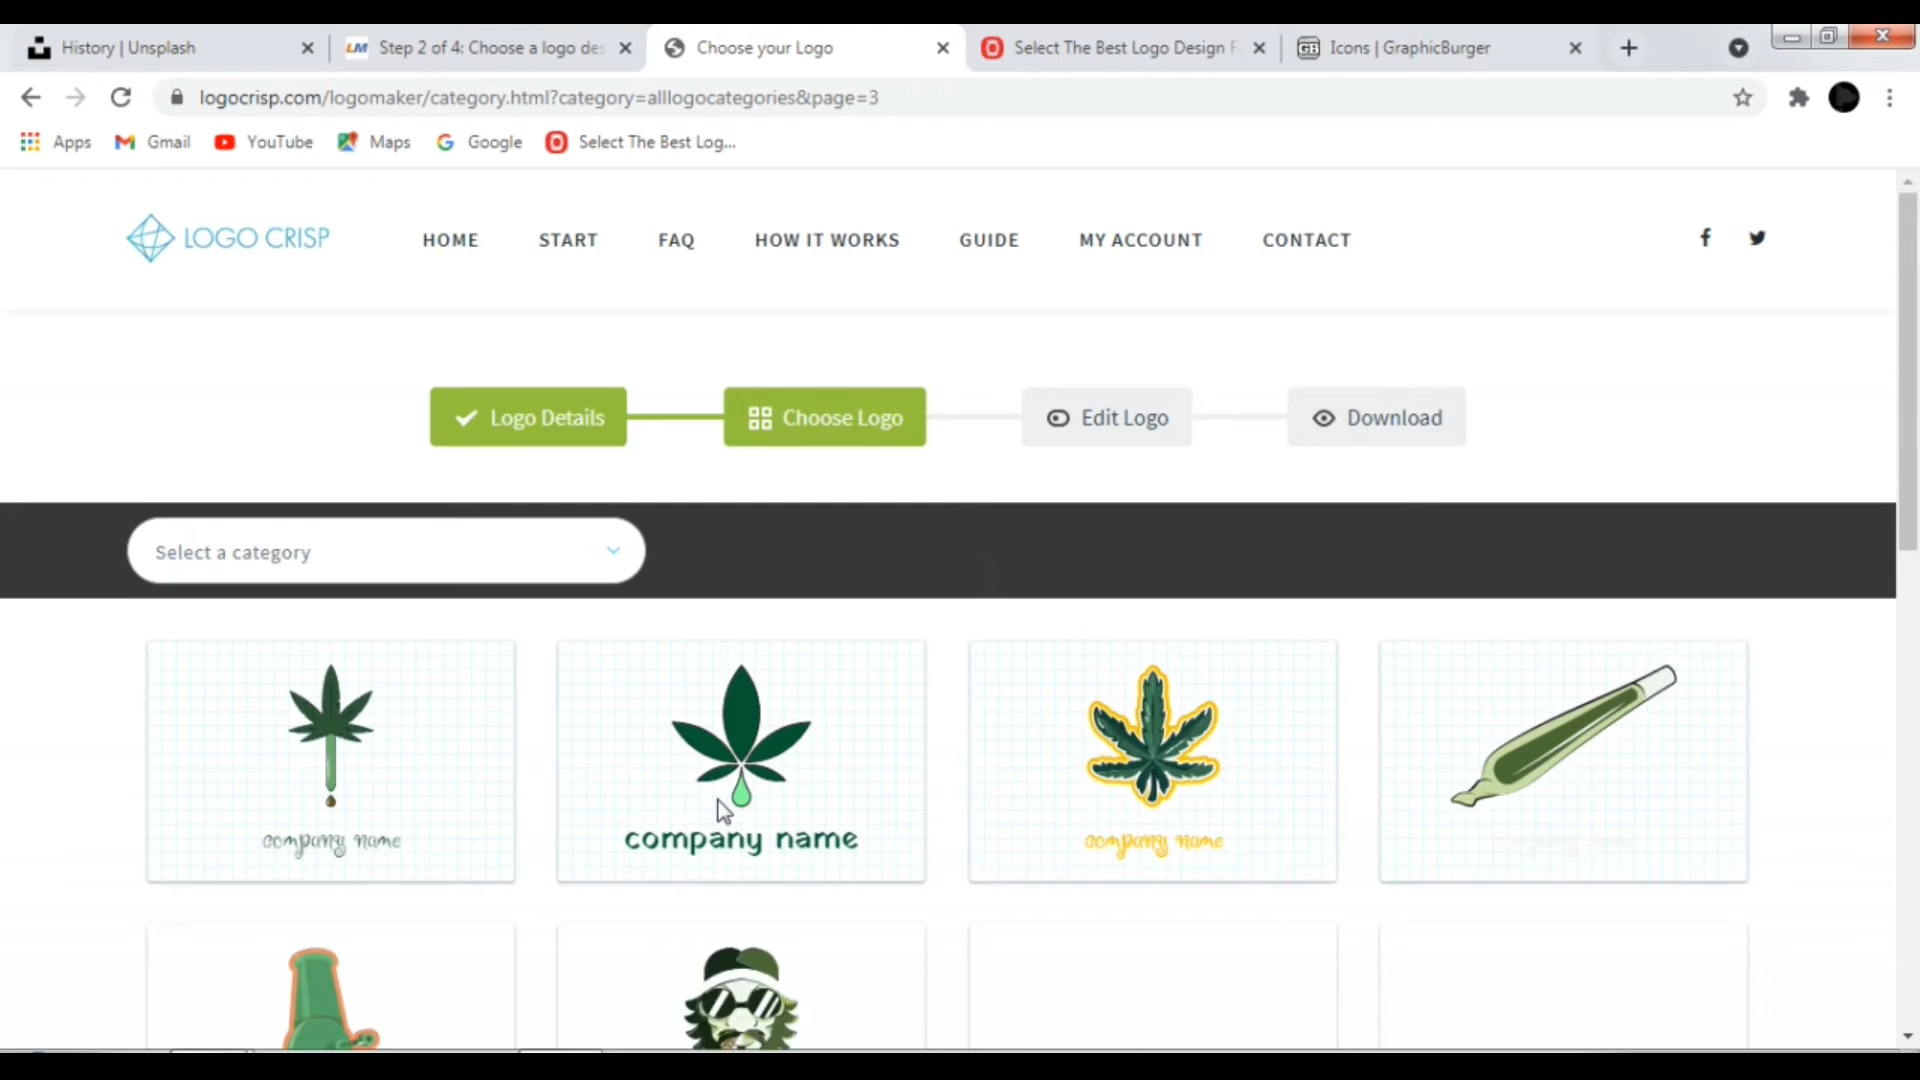 History | Unsplash
Step 2 of 4: Choose a logo des
Choose your Logo
Select The Best Logo Design F
Icons | GraphicBurger
logocrisp.com/logomaker/category.html?category=alllogocategories&page=3
Apps
Gmail
YouTube
Maps
Google
Select The Best Log...
LOGO CRISP
HOME
START
FAQ
HOW IT WORKS
GUIDE
MY ACCOUNT
CONTACT
Logo Details
Choose Logo
Edit Logo
Download
Select a category
company name
company name
company name